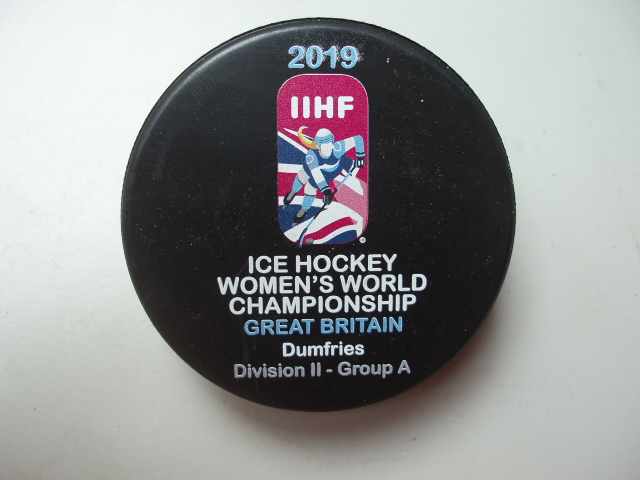 2019
IIHF
®
ICE HOCKEY
WOMEN'S WORLD
CHAMPIONSHIP
GREAT BRITAIN
Dumfries
Division II - Group A